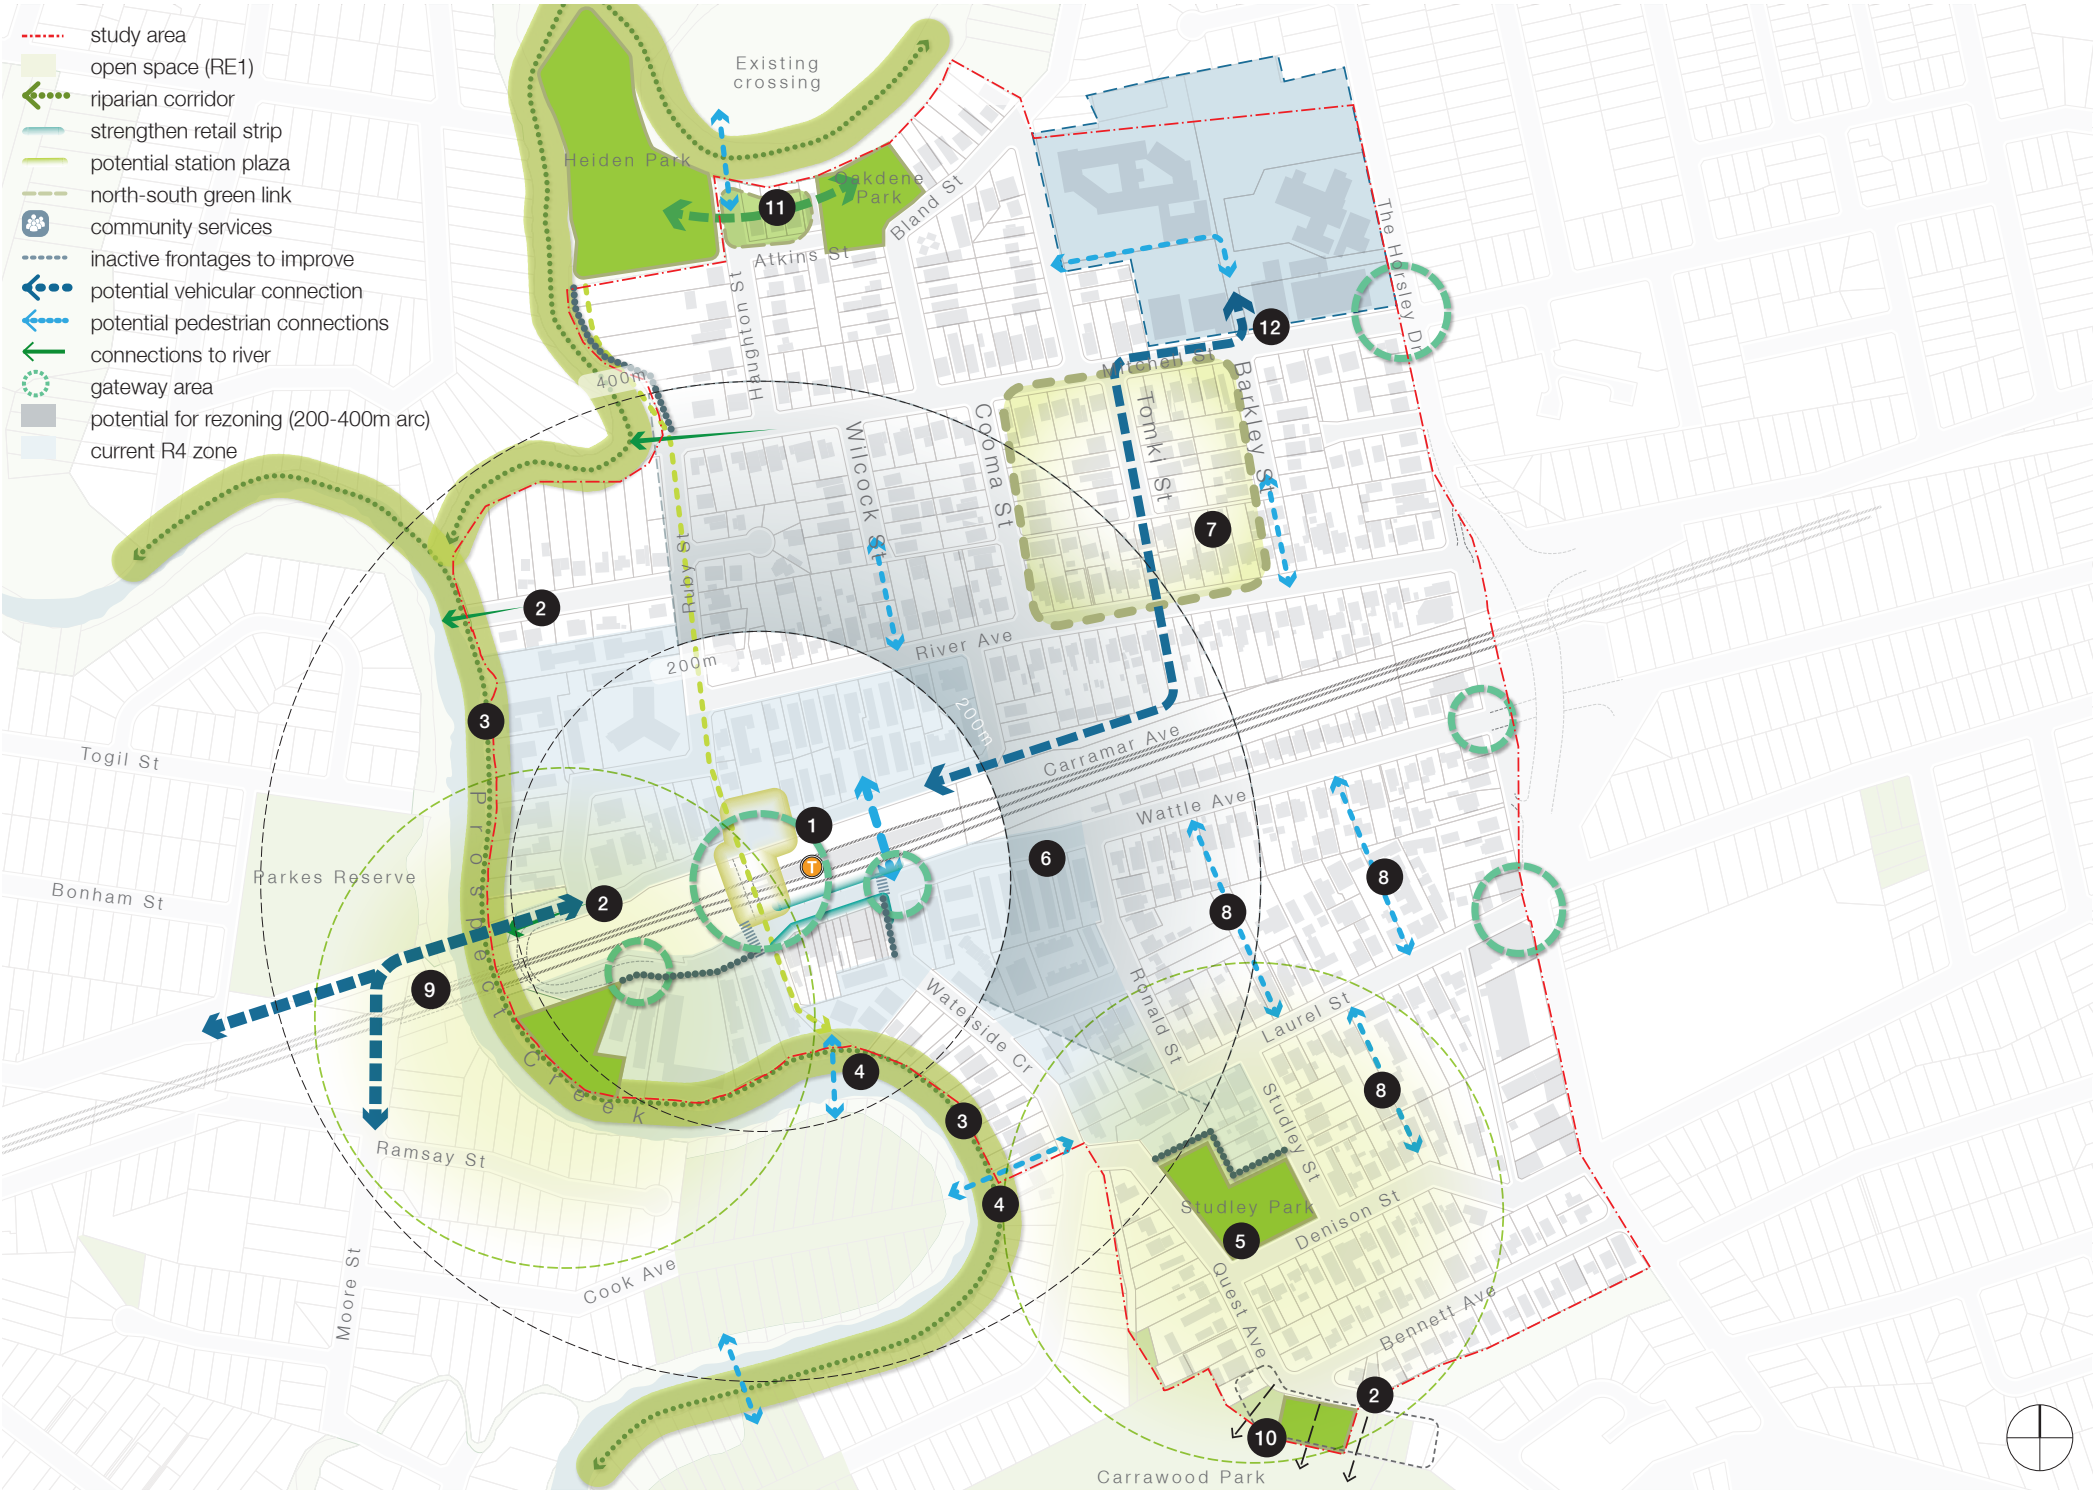 study area
open space (RE1)
riparian corridor
strengthen retail strip
potential station plaza
north-south green link
community services
inactive frontages to improve
potential vehicular connection
potential pedestrian connections
connections to river
gateway area
potential for rezoning (200-400m arc)
current R4 zone
Existing
crossing
Heiden Park
Oakdene
Park
11
Bland St
Atkins St
Haughton St
The Horsley Dr
12
Mitchell St
400m
Wilcock St
Cooma St
Tomki St
Barkley St
7
Ruby St
2
River Ave
200m
200m
3
Carramar Ave
Togil St
Prospect
Creek
Wattle Ave
1
T
6
Parkes Reserve
Bonham St
2
8
8
9
Ronald St
Waterside Cr
Laurel St
4
8
3
Studley St
Ramsay St
4
Studley Park
5
Denison St
Cook Ave
Moore St
Quest Ave
Bennett Ave
2
10
Carrawood Park